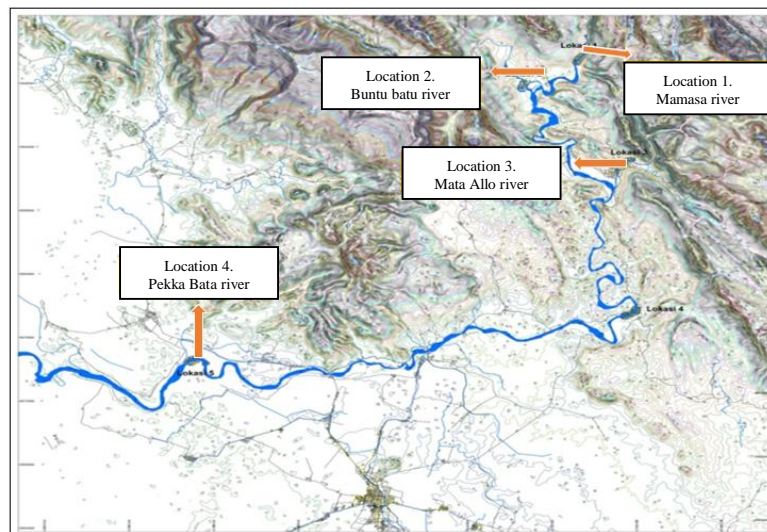 Location 2.
Buntu batu river
Location 1.
Mamasa river
Location 3.
Mata Allo river
Lokasi 4
Location 4.
Pekka Bata river
Lokasi 5